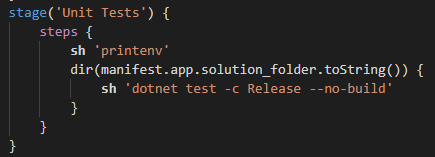 stage('Unit Tests') {
    steps {
        sh 'printenv'
        dir(manifest.app.solution_folder.toString()) {
            sh 'dotnet test -c Release --no-build'
        }
    }
}